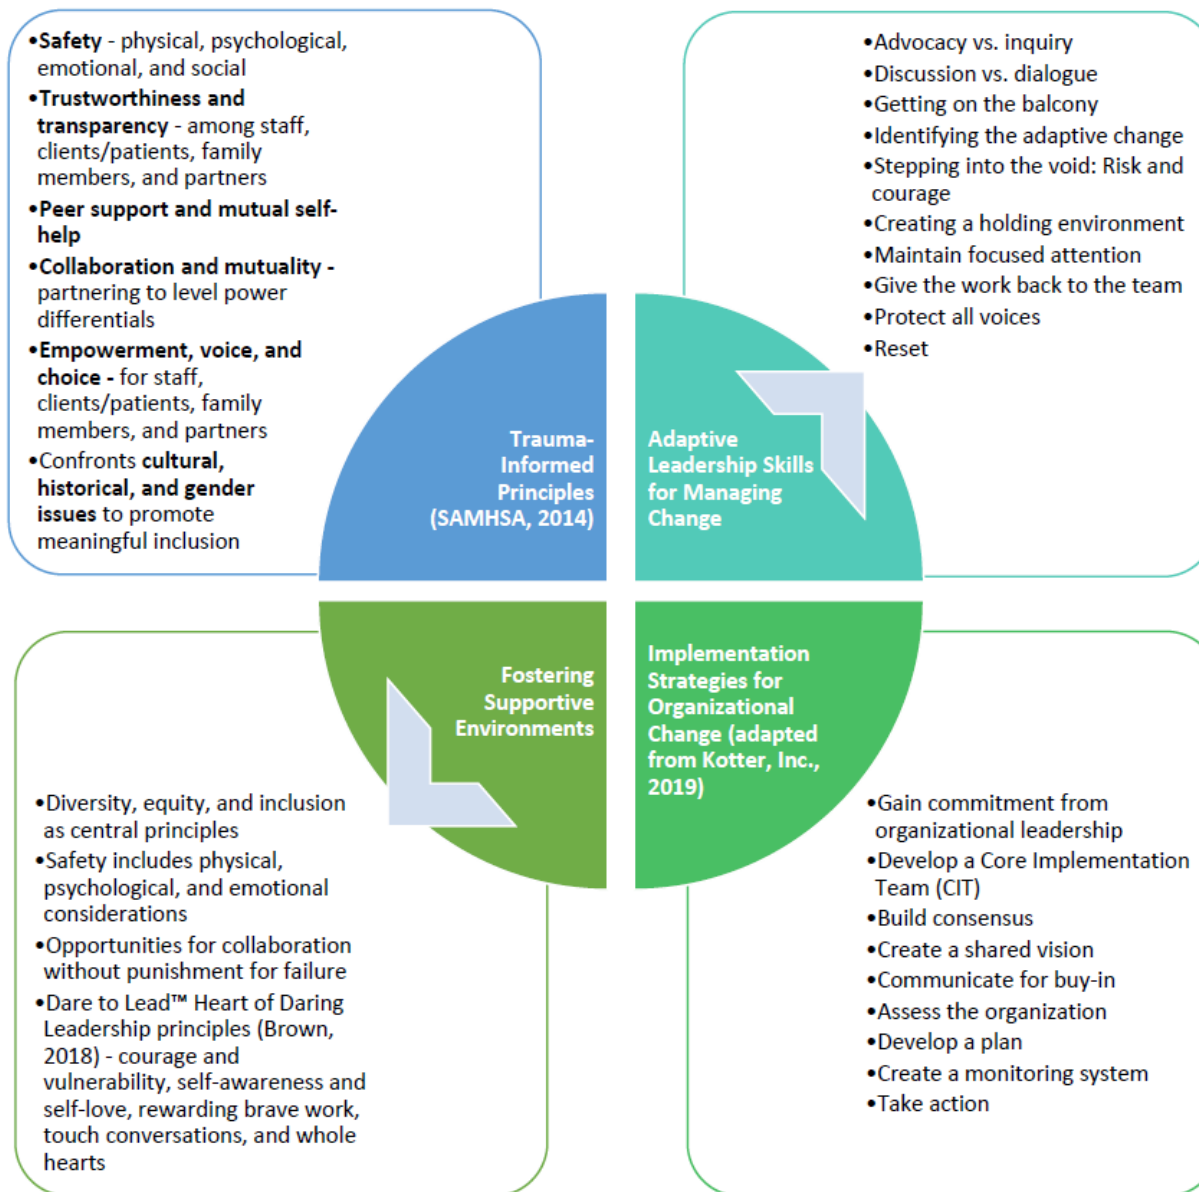 •Safety - physical, psychological,
emotional, and social
•Trustworthiness and
transparency - among staff,
clients/patients, family
members, and partners
•Peer support and mutual self-
help
•Collaboration and mutuality -
partnering to level power
differentials
•Empowerment, voice, and
choice - for staff,
clients/patients, family
members, and partners
•Confronts cultural,
historical, and gender
issues to promote
meaningful inclusion
•Advocacy vs. inquiry
•Discussion vs. dialogue
•Getting on the balcony
•Identifying the adaptive change
•Stepping into the void: Risk and
courage
•Creating a holding environment
•Maintain focused attention
•Give the work back to the team
•Protect all voices
•Reset
Trauma-
Informed
Principles
(SAMHSA, 2014)
Adaptive
Leadership Skills
for Managing
Change
Fostering
Supportive
Environments
Implementation
Strategies for
Organizational
Change (adapted
from Kotter, Inc.,
2019)
•Diversity, equity, and inclusion
as central principles
•Safety includes physical,
psychological, and emotional
considerations
•Opportunities for collaboration
without punishment for failure
•Dare to Lead™ Heart of Daring
Leadership principles (Brown,
2018) - courage and
vulnerability, self-awareness and
self-love, rewarding brave work,
touch conversations, and whole
hearts
•Gain commitment from
organizational leadership
•Develop a Core Implementation
Team (CIT)
•Build consensus
•Create a shared vision
•Communicate for buy-in
•Assess the organization
•Develop a plan
•Create a monitoring system
•Take action